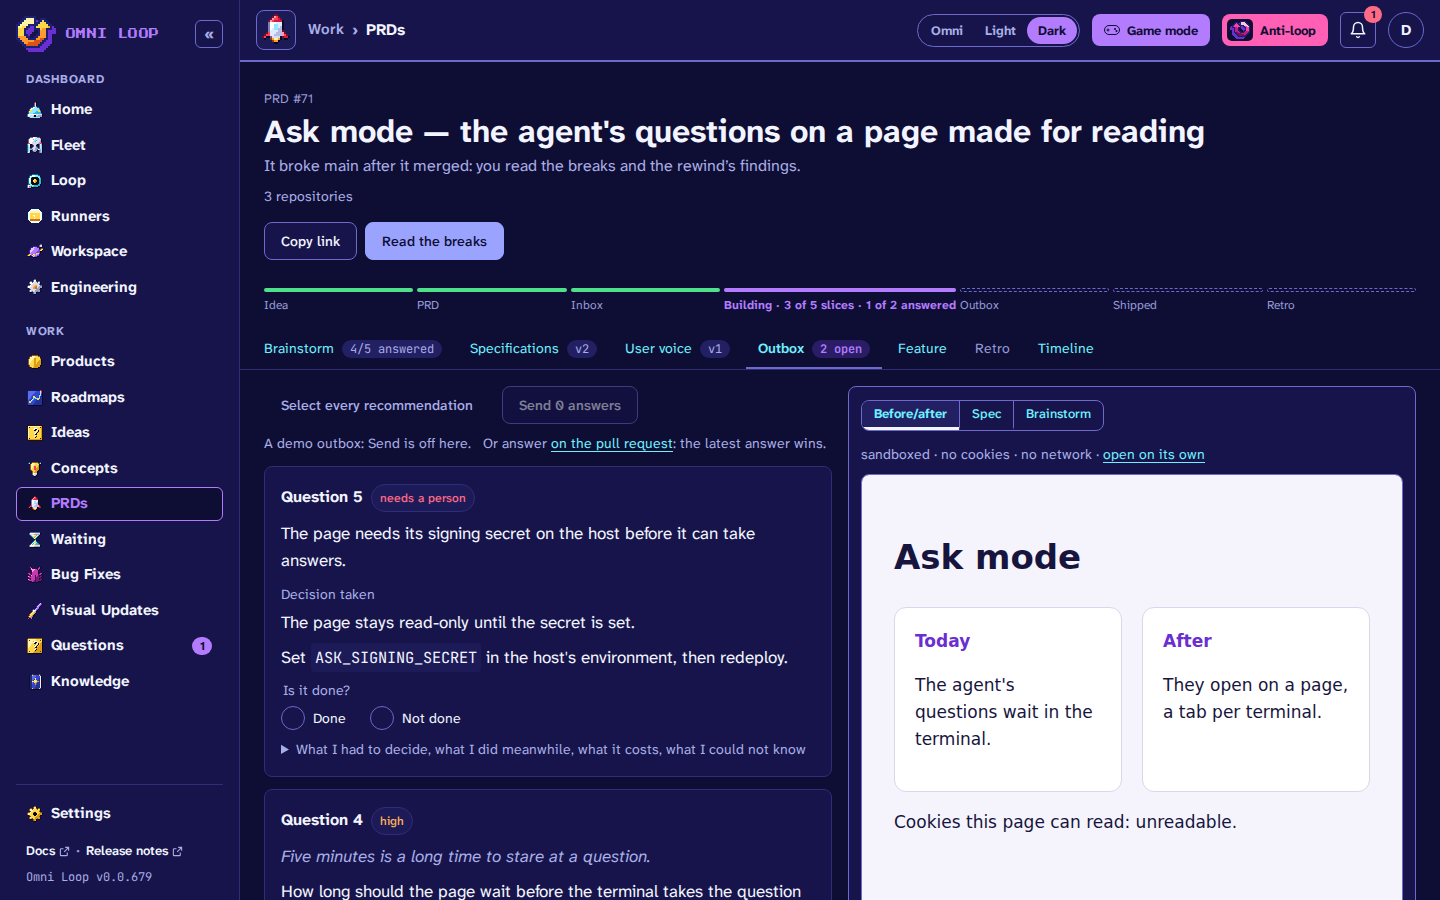 OMNI LOOP
«
DASHBOARD
Home
Fleet
Loop
Runners
Workspace
Engineering
WORK
Products
Roadmaps
Ideas
Concepts
PRDs
Waiting
Bug Fixes
Visual Updates
Questions 1
Knowledge
Settings
Docs · Release notes
Omni Loop v0.0.679
Work › PRDs
Omni Light Dark
Game mode
Anti-loop
1
D
PRD #71
Ask mode — the agent's questions on a page made for reading
It broke main after it merged: you read the breaks and the rewind's findings.
3 repositories
Copy link
Read the breaks
Idea
PRD
Inbox
Building · 3 of 5 slices · 1 of 2 answered
Outbox
Shipped
Retro
Brainstorm 4/5 answered
Specifications v2
User voice v1
Outbox 2 open
Feature
Retro
Timeline
Select every recommendation
Send 0 answers
A demo outbox: Send is off here. Or answer on the pull request: the latest answer wins.
Question 5 needs a person
The page needs its signing secret on the host before it can take
answers.
Decision taken
The page stays read-only until the secret is set.
Set ASK_SIGNING_SECRET in the host's environment, then redeploy.
Is it done?
Done
Not done
What I had to decide, what I did meanwhile, what it costs, what I could not know
Question 4 high
Five minutes is a long time to stare at a question.
How long should the page wait before the terminal takes the question
Before/after
Spec
Brainstorm
sandboxed · no cookies · no network · open on its own
Ask mode
Today
The agent's
questions wait in the
terminal.
After
They open on a page,
a tab per terminal.
Cookies this page can read: unreadable.